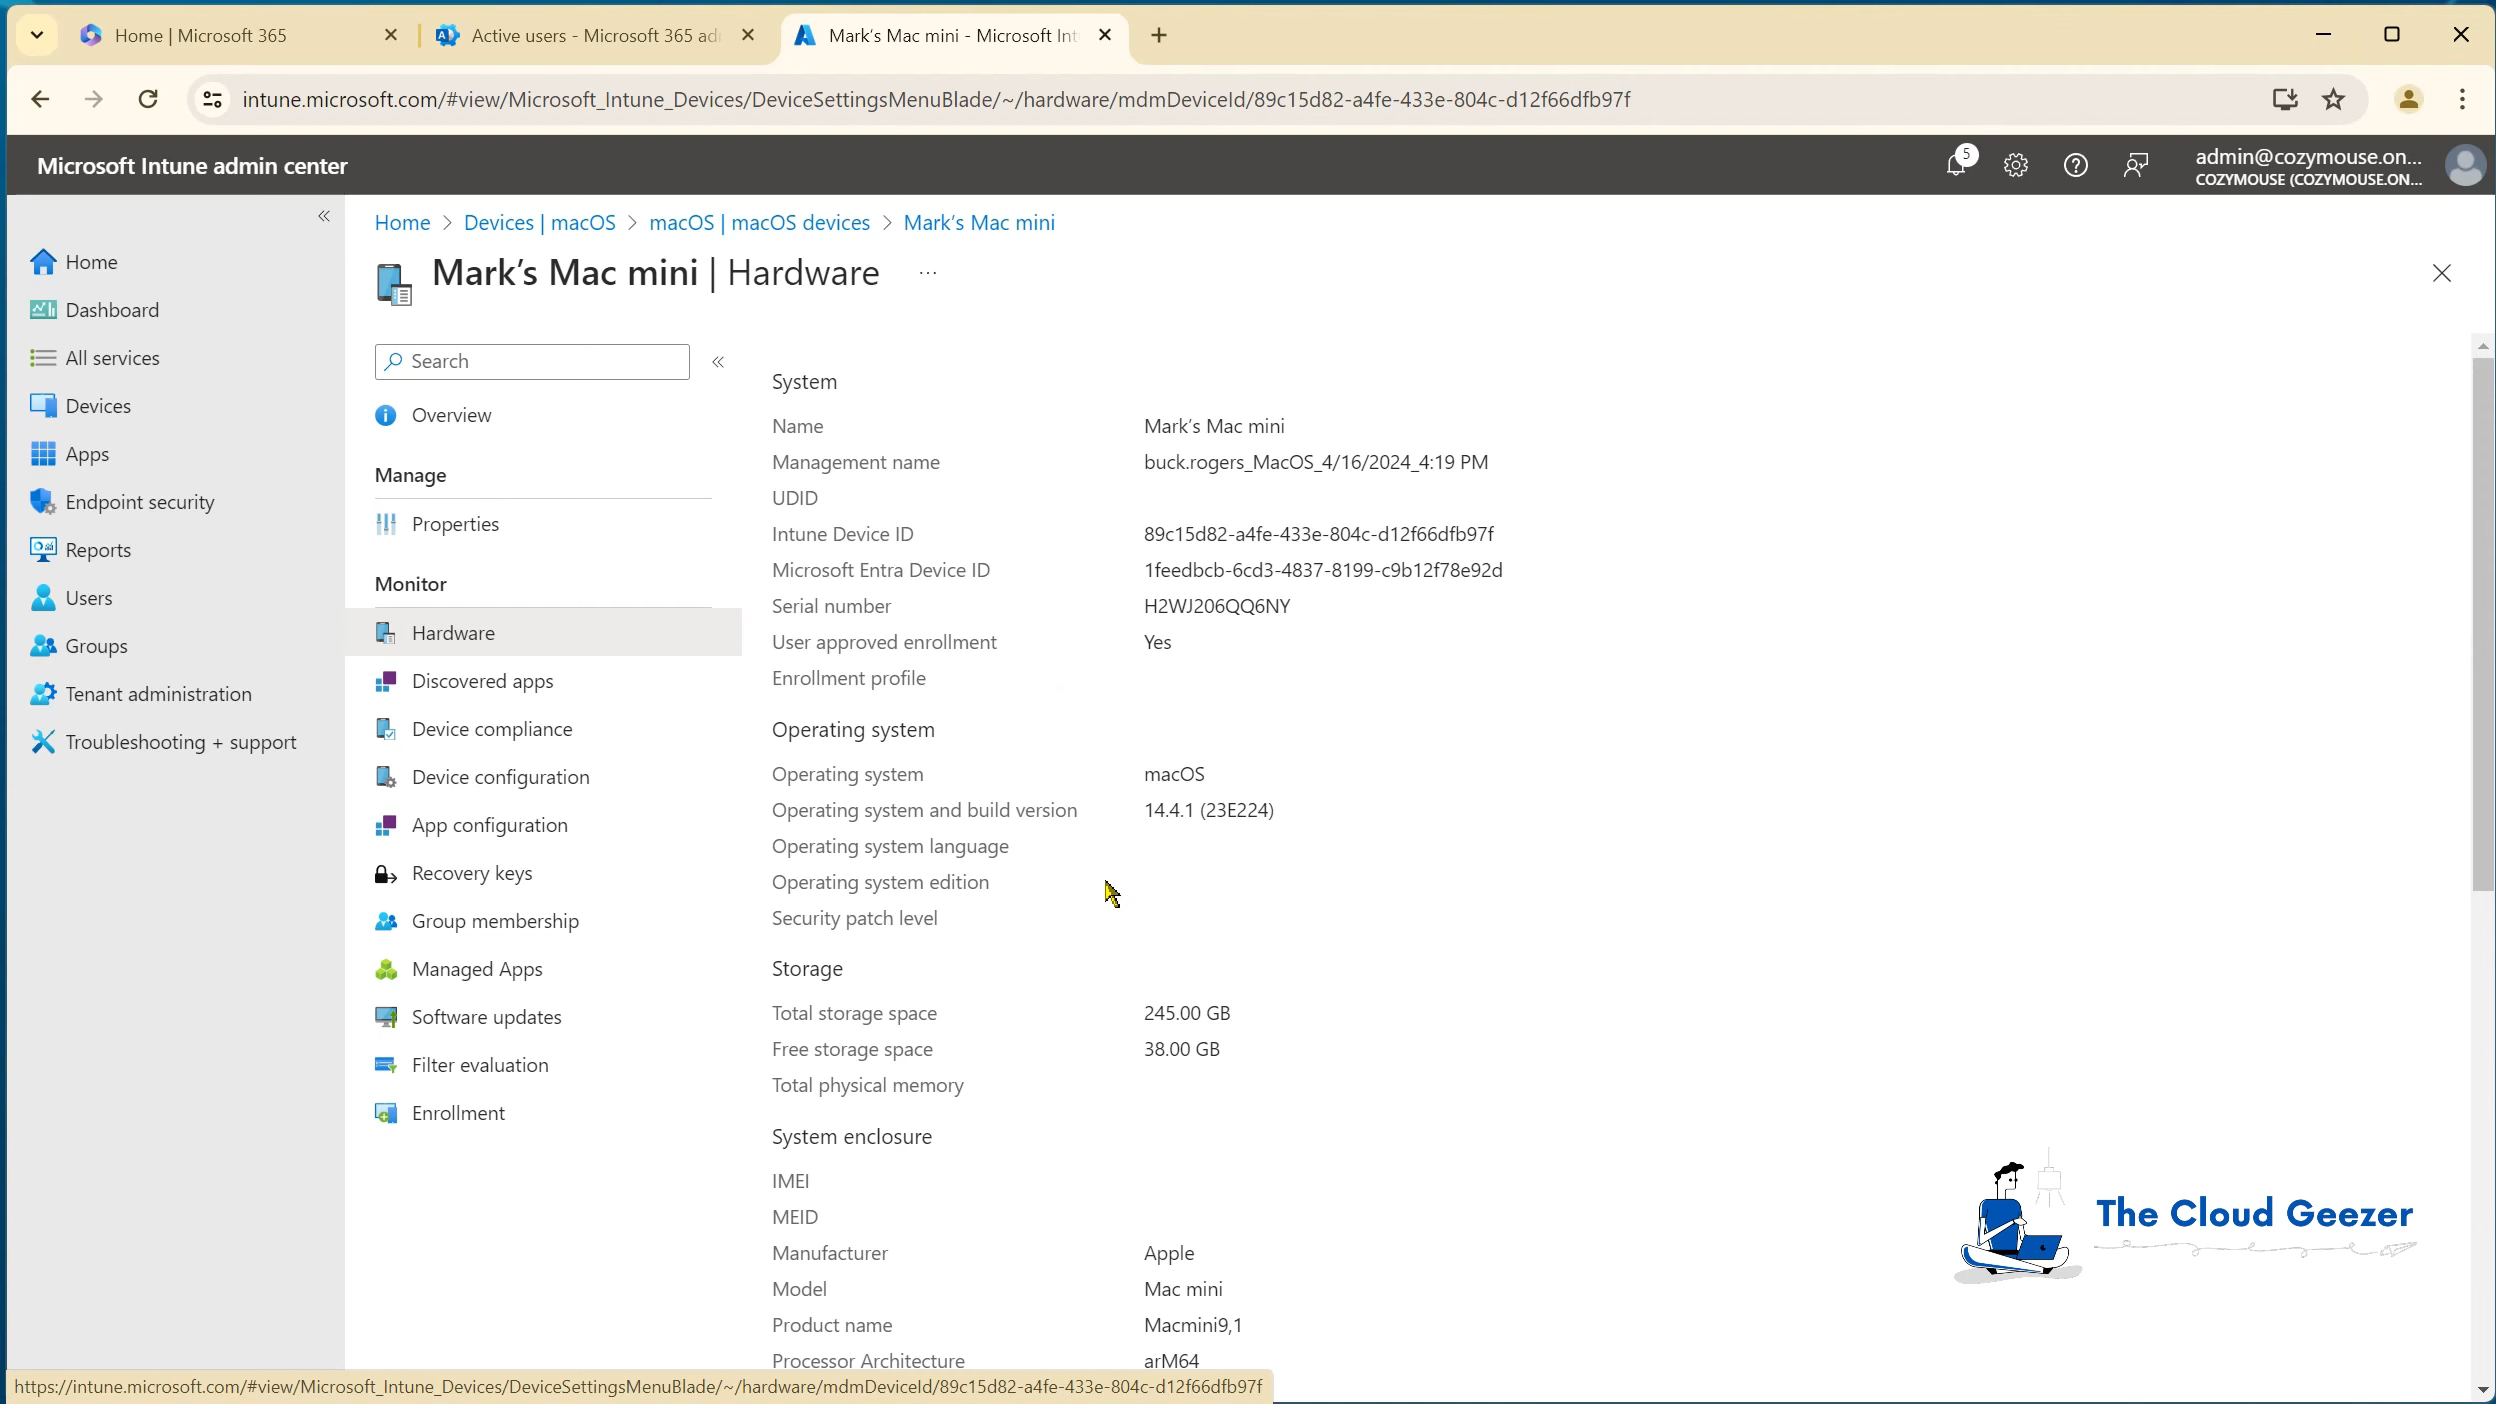 Home | Microsoft 365
Active users - Microsoft 365 ad
Mark's Mac mini - Microsoft Int
intune.microsoft.com/#view/Microsoft_Intune_Devices/DeviceSettingsMenuBlade/~/hardware/mdmDeviceId/89c15d82-a4fe-433e-804c-d12f66dfb97f
Microsoft Intune admin center
5
admin@cozymouse.on...
COZYMOUSE (COZYMOUSE.ON...
Home
Dashboard
All services
Devices
Apps
Endpoint security
Reports
Users
Groups
Tenant administration
Troubleshooting + support
Home > Devices | macOS > macOS | macOS devices > Mark's Mac mini
Mark's Mac mini | Hardware ...
Search
Overview
Manage
Properties
Monitor
Hardware
Discovered apps
Device compliance
Device configuration
App configuration
Recovery keys
Group membership
Managed Apps
Software updates
Filter evaluation
Enrollment
System
Name Mark's Mac mini
Management name buck.rogers_MacOS_4/16/2024_4:19 PM
UDID
Intune Device ID 89c15d82-a4fe-433e-804c-d12f66dfb97f
Microsoft Entra Device ID 1feedbcb-6cd3-4837-8199-c9b12f78e92d
Serial number H2WJ206QQ6NY
User approved enrollment Yes
Enrollment profile
Operating system
Operating system macOS
Operating system and build version 14.4.1 (23E224)
Operating system language
Operating system edition
Security patch level
Storage
Total storage space 245.00 GB
Free storage space 38.00 GB
Total physical memory
System enclosure
IMEI
MEID
Manufacturer Apple
Model Mac mini
Product name Macmini9,1
Processor Architecture arM64
The Cloud Geezer
https://intune.microsoft.com/#view/Microsoft_Intune_Devices/DeviceSettingsMenuBlade/~/hardware/mdmDeviceId/89c15d82-a4fe-433e-804c-d12f66dfb97f